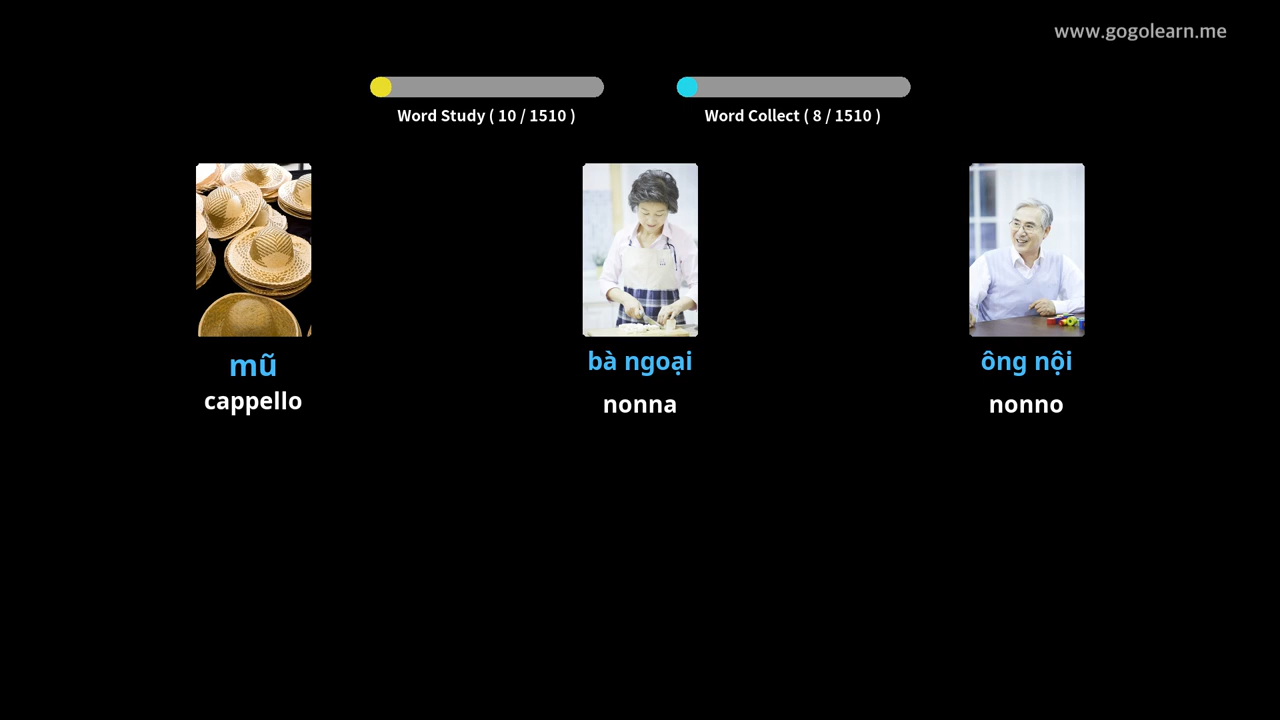 www.gogolearn.me
Word Study ( 10 / 1510 )
Word Collect ( 8 / 1510 )
mũ
cappello
bà ngoại
nonna
ông nội
nonno